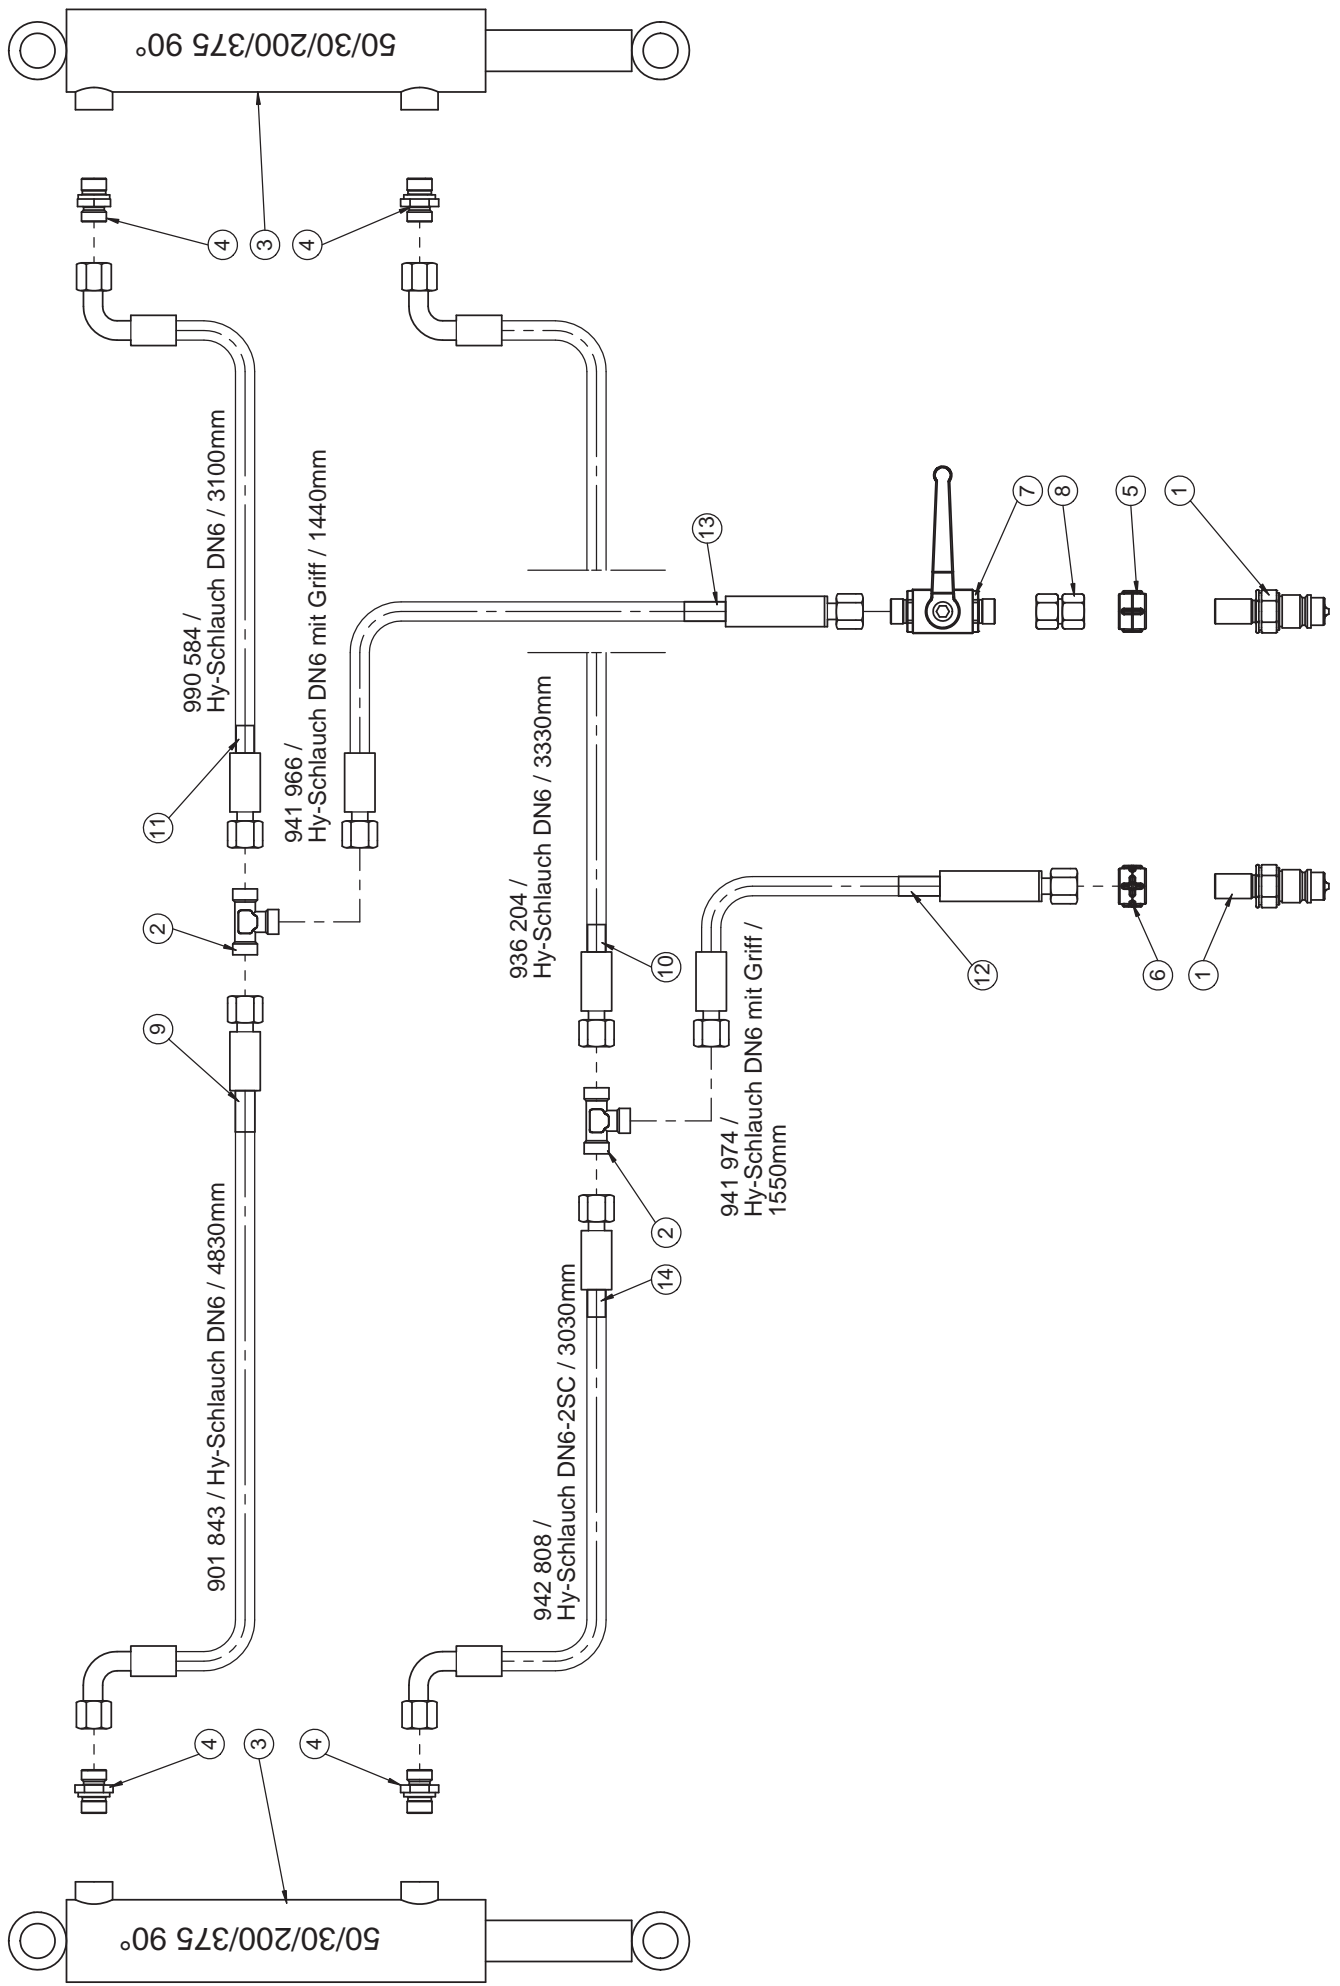 50/30/200/375 90°
4
3
4
990 584 /
Hy-Schlauch DN6 / 3100mm
11
941 966 /
Hy-Schlauch DN6 mit Griff / 1440mm
13
7
8
5
1
2
9
936 204 /
Hy-Schlauch DN6 / 3330mm
10
12
6
1
941 974 /
Hy-Schlauch DN6 mit Griff /
1550mm
2
14
901 843 / Hy-Schlauch DN6 / 4830mm
942 808 /
Hy-Schlauch DN6-2SC / 3030mm
4
3
4
50/30/200/375 90°